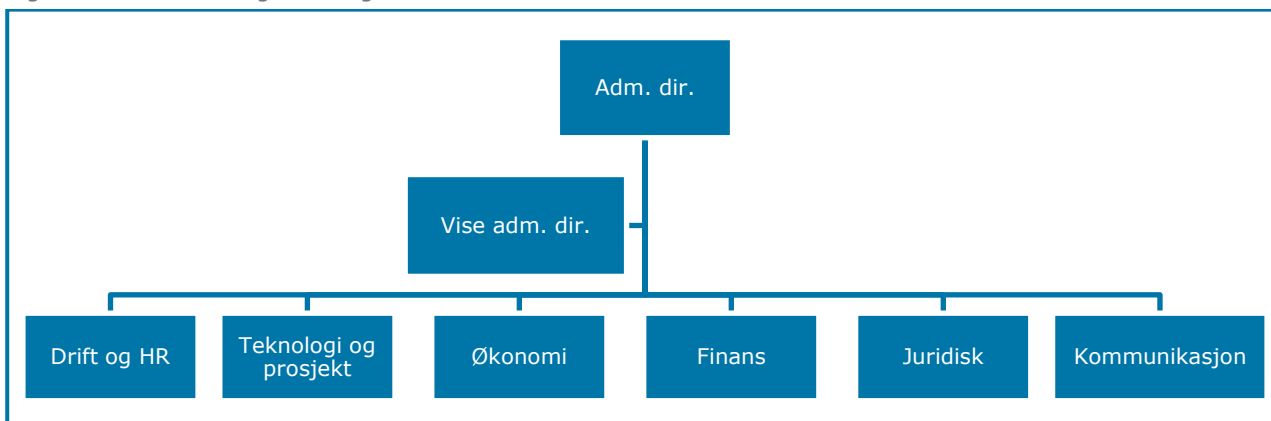 Adm. dir.
Vise adm. dir.
Drift og HR
Teknologi og
prosjekt
Økonomi
Finans
Juridisk
Kommunikasjon